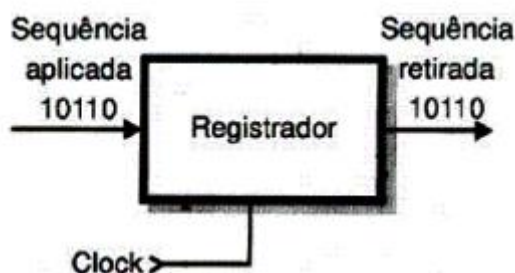 Sequência
aplicada
10110
Registrador
Sequência
retirada
10110
Clock